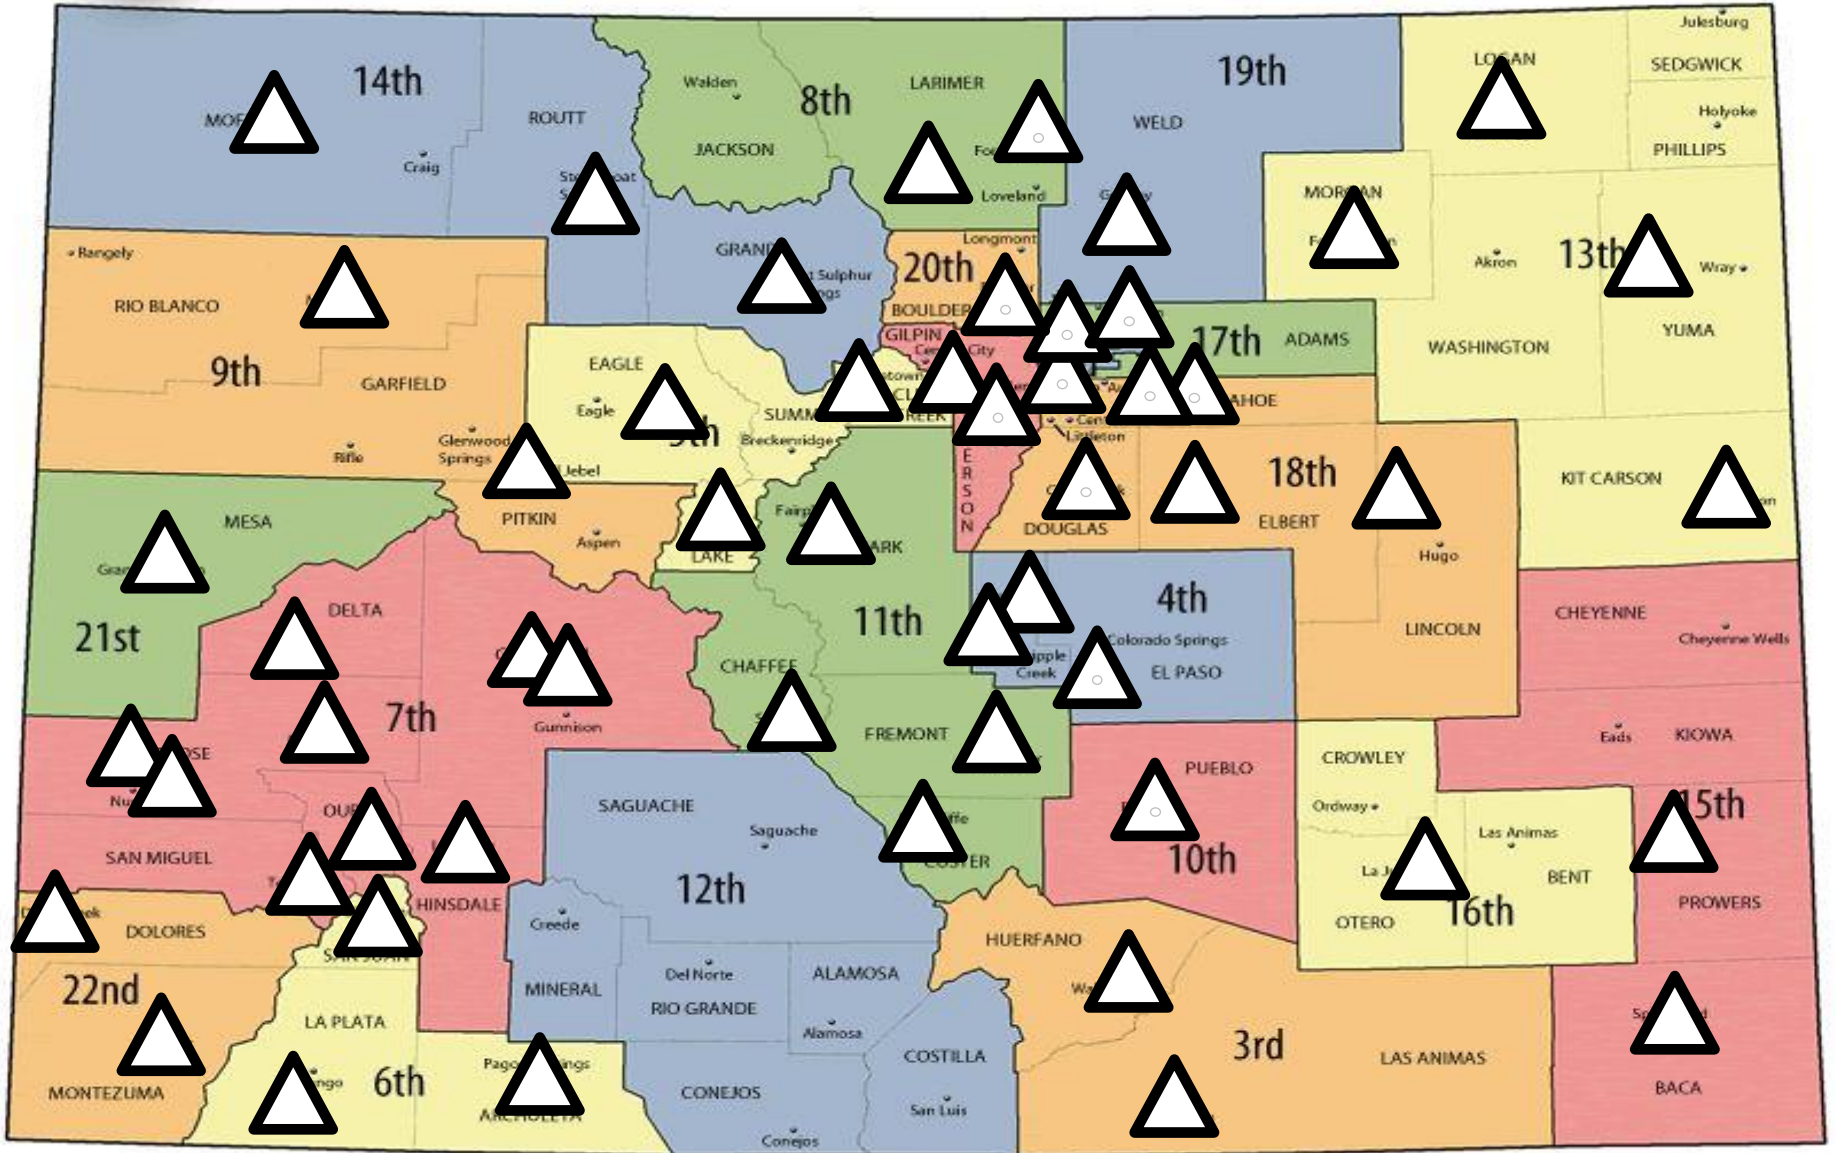 14th
Craig
ROUTT
Walden
JACKSON
8th
LARIMER
Loveland
19th
WELD
Julesburg
SEDGWICK
Holyoke
PHILLIPS
13th
Akron
Wray
YUMA
WASHINGTON
Rangely
RIO BLANCO
9th
GARFIELD
Rifle
Glenwood
Springs
20th
Longmont
BOULDER
GILPIN
17th
ADAMS
EAGLE
Eagle
Breckenridge
Littleton
PITKIN
Aspen
LAKE
DOUGLAS
18th
ELBERT
Hugo
LINCOLN
KIT CARSON
MESA
21st
DELTA
7th
Gunnison
11th
CHAFFEE
FREMONT
4th
Colorado Springs
Creek
EL PASO
CHEYENNE
Cheyenne Wells
Eads
KIOWA
15th
PROWERS
BACA
CROWLEY
Ordway
Las Animas
BENT
OTERO
16th
PUEBLO
10th
SAGUACHE
Saguache
12th
Creede
MINERAL
Del Norte
RIO GRANDE
ALAMOSA
Alamosa
COSTILLA
San Luis
CONEJOS
Conejos
HUERFANO
3rd
LAS ANIMAS
SAN MIGUEL
HINSDALE
DOLORES
22nd
MONTEZUMA
SAN JUAN
LA PLATA
6th
ARCHULETA